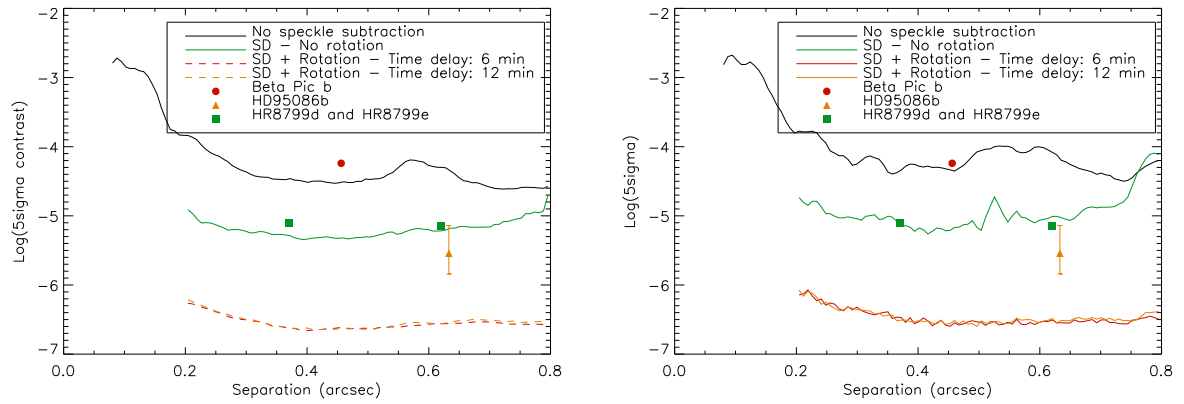 −2
−3
−4
−5
−6
−7
Log(5sigma contrast)
No speckle subtraction
SD − No rotation
SD + Rotation − Time delay: 6 min
SD + Rotation − Time delay: 12 min
Beta Pic b
HD95086b
HR8799d and HR8799e
0.0 0.2 0.4 0.6 0.8
Separation (arcsec)
−2
−3
−4
−5
−6
−7
Log(5sigma)
No speckle subtraction
SD − No rotation
SD + Rotation − Time delay: 6 min
SD + Rotation − Time delay: 12 min
Beta Pic b
HD95086b
HR8799d and HR8799e
0.0 0.2 0.4 0.6 0.8
Separation (arcsec)